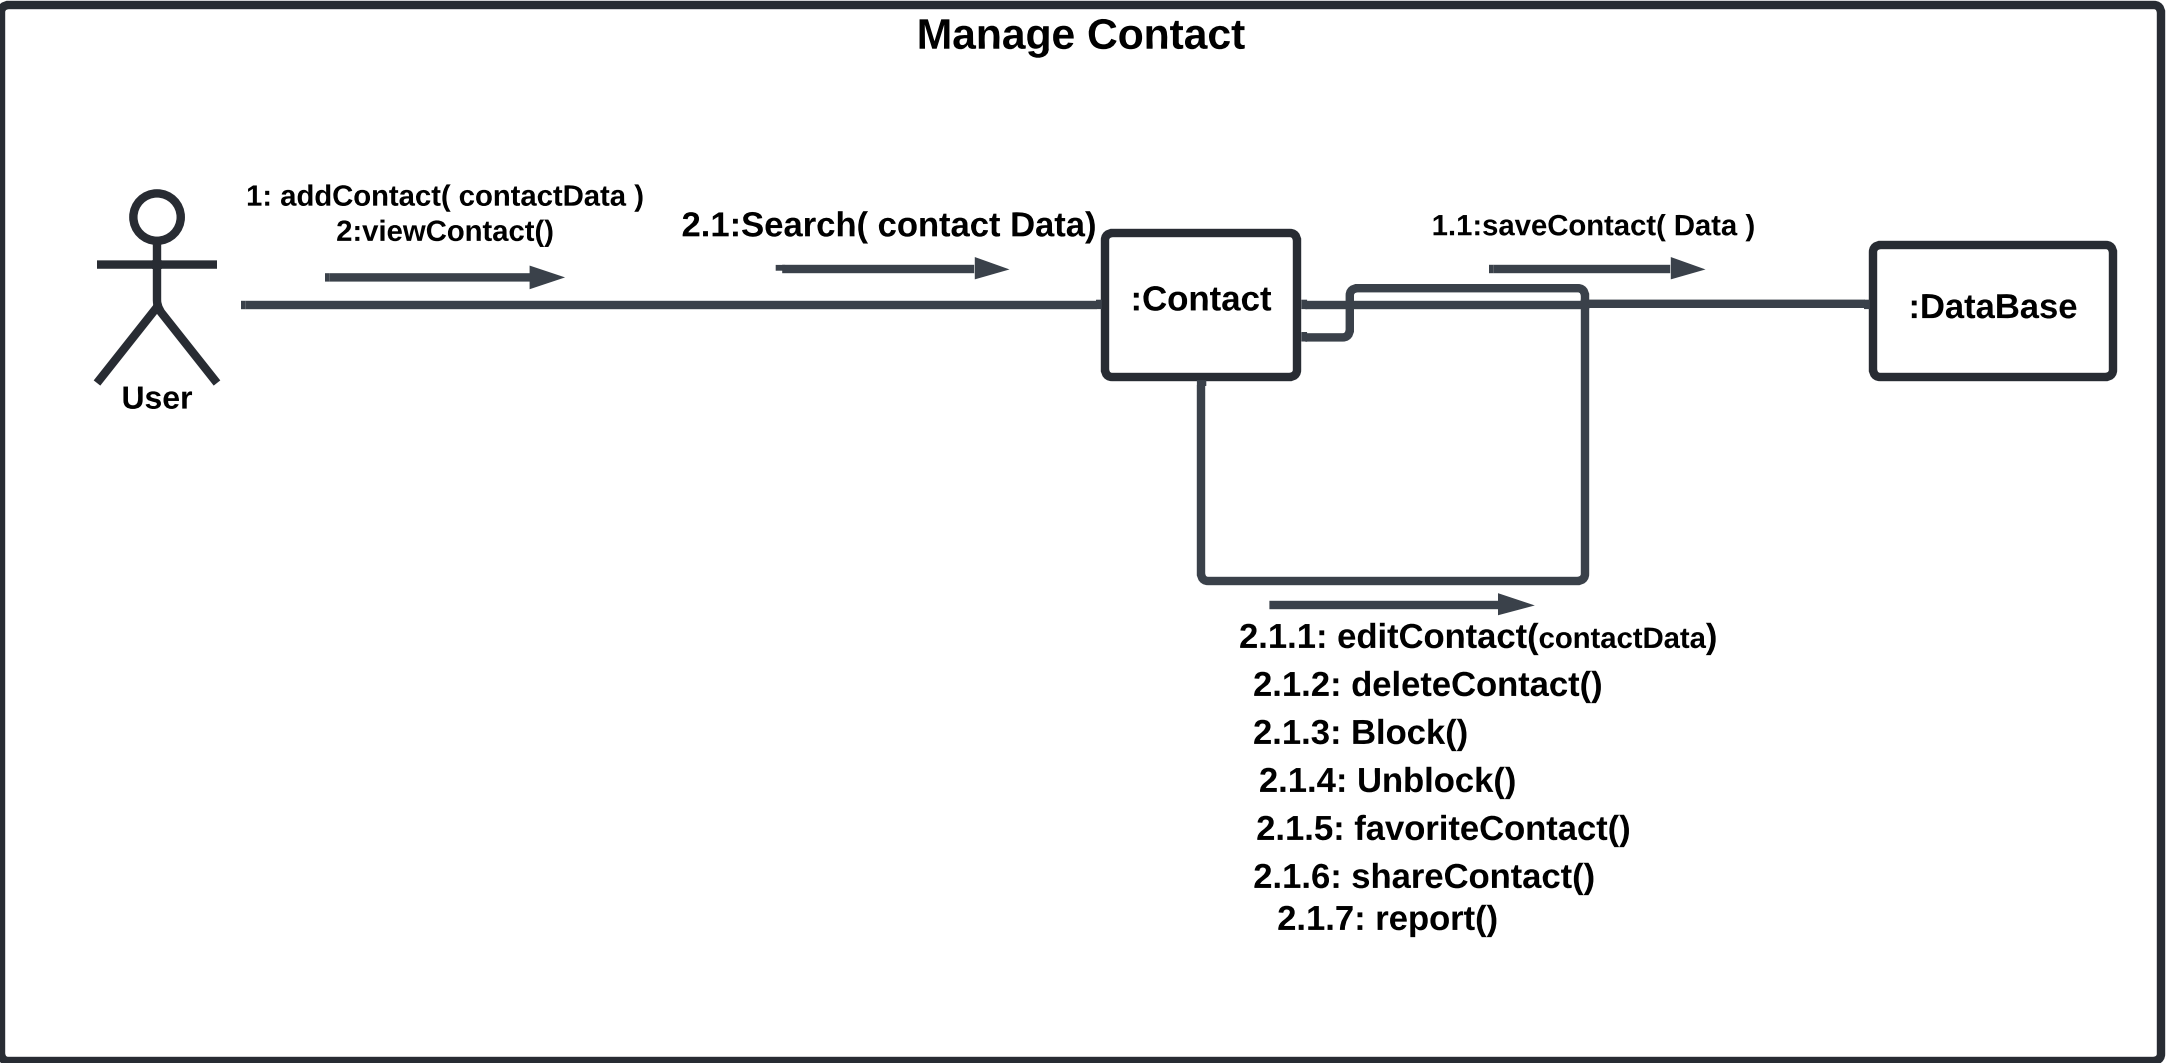 Manage Contact
1: addContact( contactData )
2:viewContact()
2.1:Search( contact Data)
1.1:saveContact( Data )
:Contact
:DataBase
User
2.1.1: editContact(contactData)
2.1.2: deleteContact()
2.1.3: Block()
2.1.4: Unblock()
2.1.5: favoriteContact()
2.1.6: shareContact()
2.1.7: report()